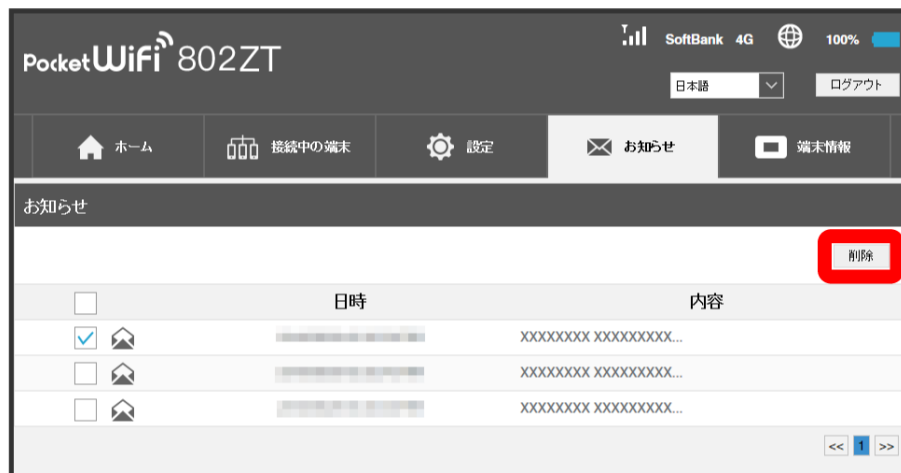 SoftBank 4G 100%
Pocket WiFi 802ZT
日本語 ログアウト
ホーム 接続中の端末 設定 お知らせ 端末情報
お知らせ
削除
日時 内容
XXXXXXXX XXXXXXXXX...
XXXXXXXX XXXXXXXXX...
XXXXXXXX XXXXXXXXX...
<< 1 >>